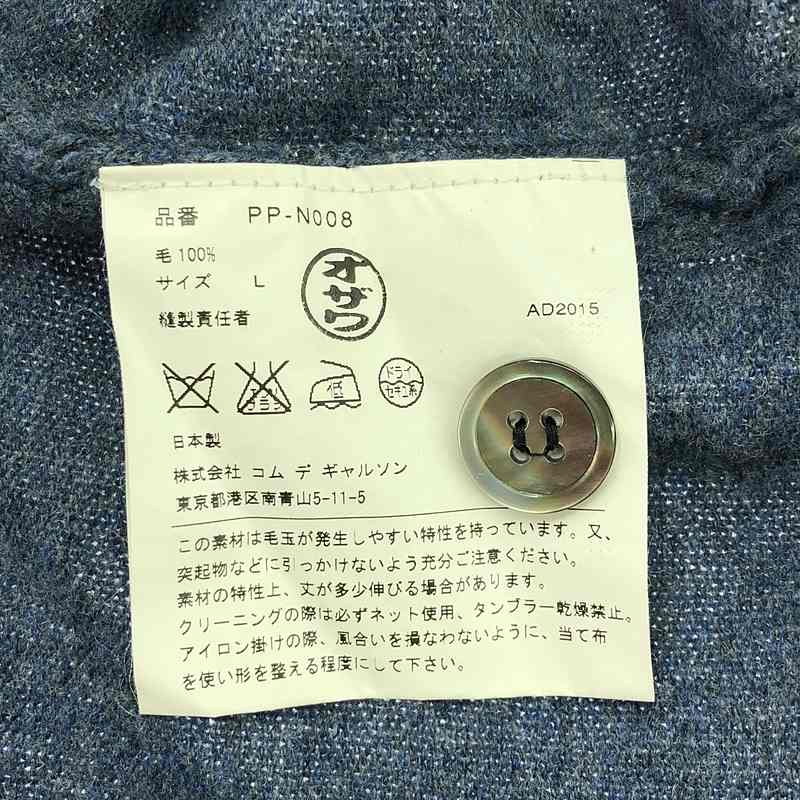 品番 PP-N008
毛 100%
サイズ L
オザワ
縫製責任者
AD2015
低
ドライ
セキユ系
日本製
株式会社 コム デ ギャルソン
東京都港区南青山5-11-5
この素材は毛玉が発生しやすい特性を持っています。又、
突起物などに引っかけないよう充分ご注意ください。
素材の特性上、丈が多少伸びる場合があります。
クリーニングの際は必ずネット使用、タンブラー乾燥禁止。
アイロン掛けの際、風合いを損なわないように、当て布
を使い形を整える程度にして下さい。